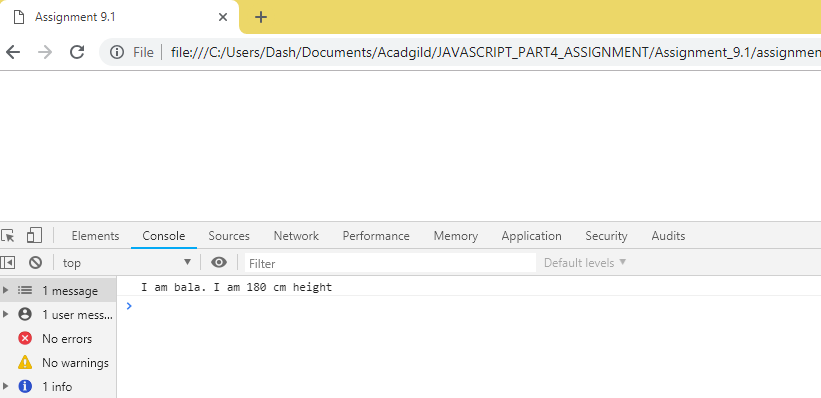 Assignment 9.1
File | file:///C:/Users/Dash/Documents/Acadgild/JAVASCRIPT_PART4_ASSIGNMENT/Assignment_9.1/assignmen
Elements Console Sources Network Performance Memory Application Security Audits
top Filter Default levels
1 message
I am bala. I am 180 cm height
1 user mess...
No errors
No warnings
1 info